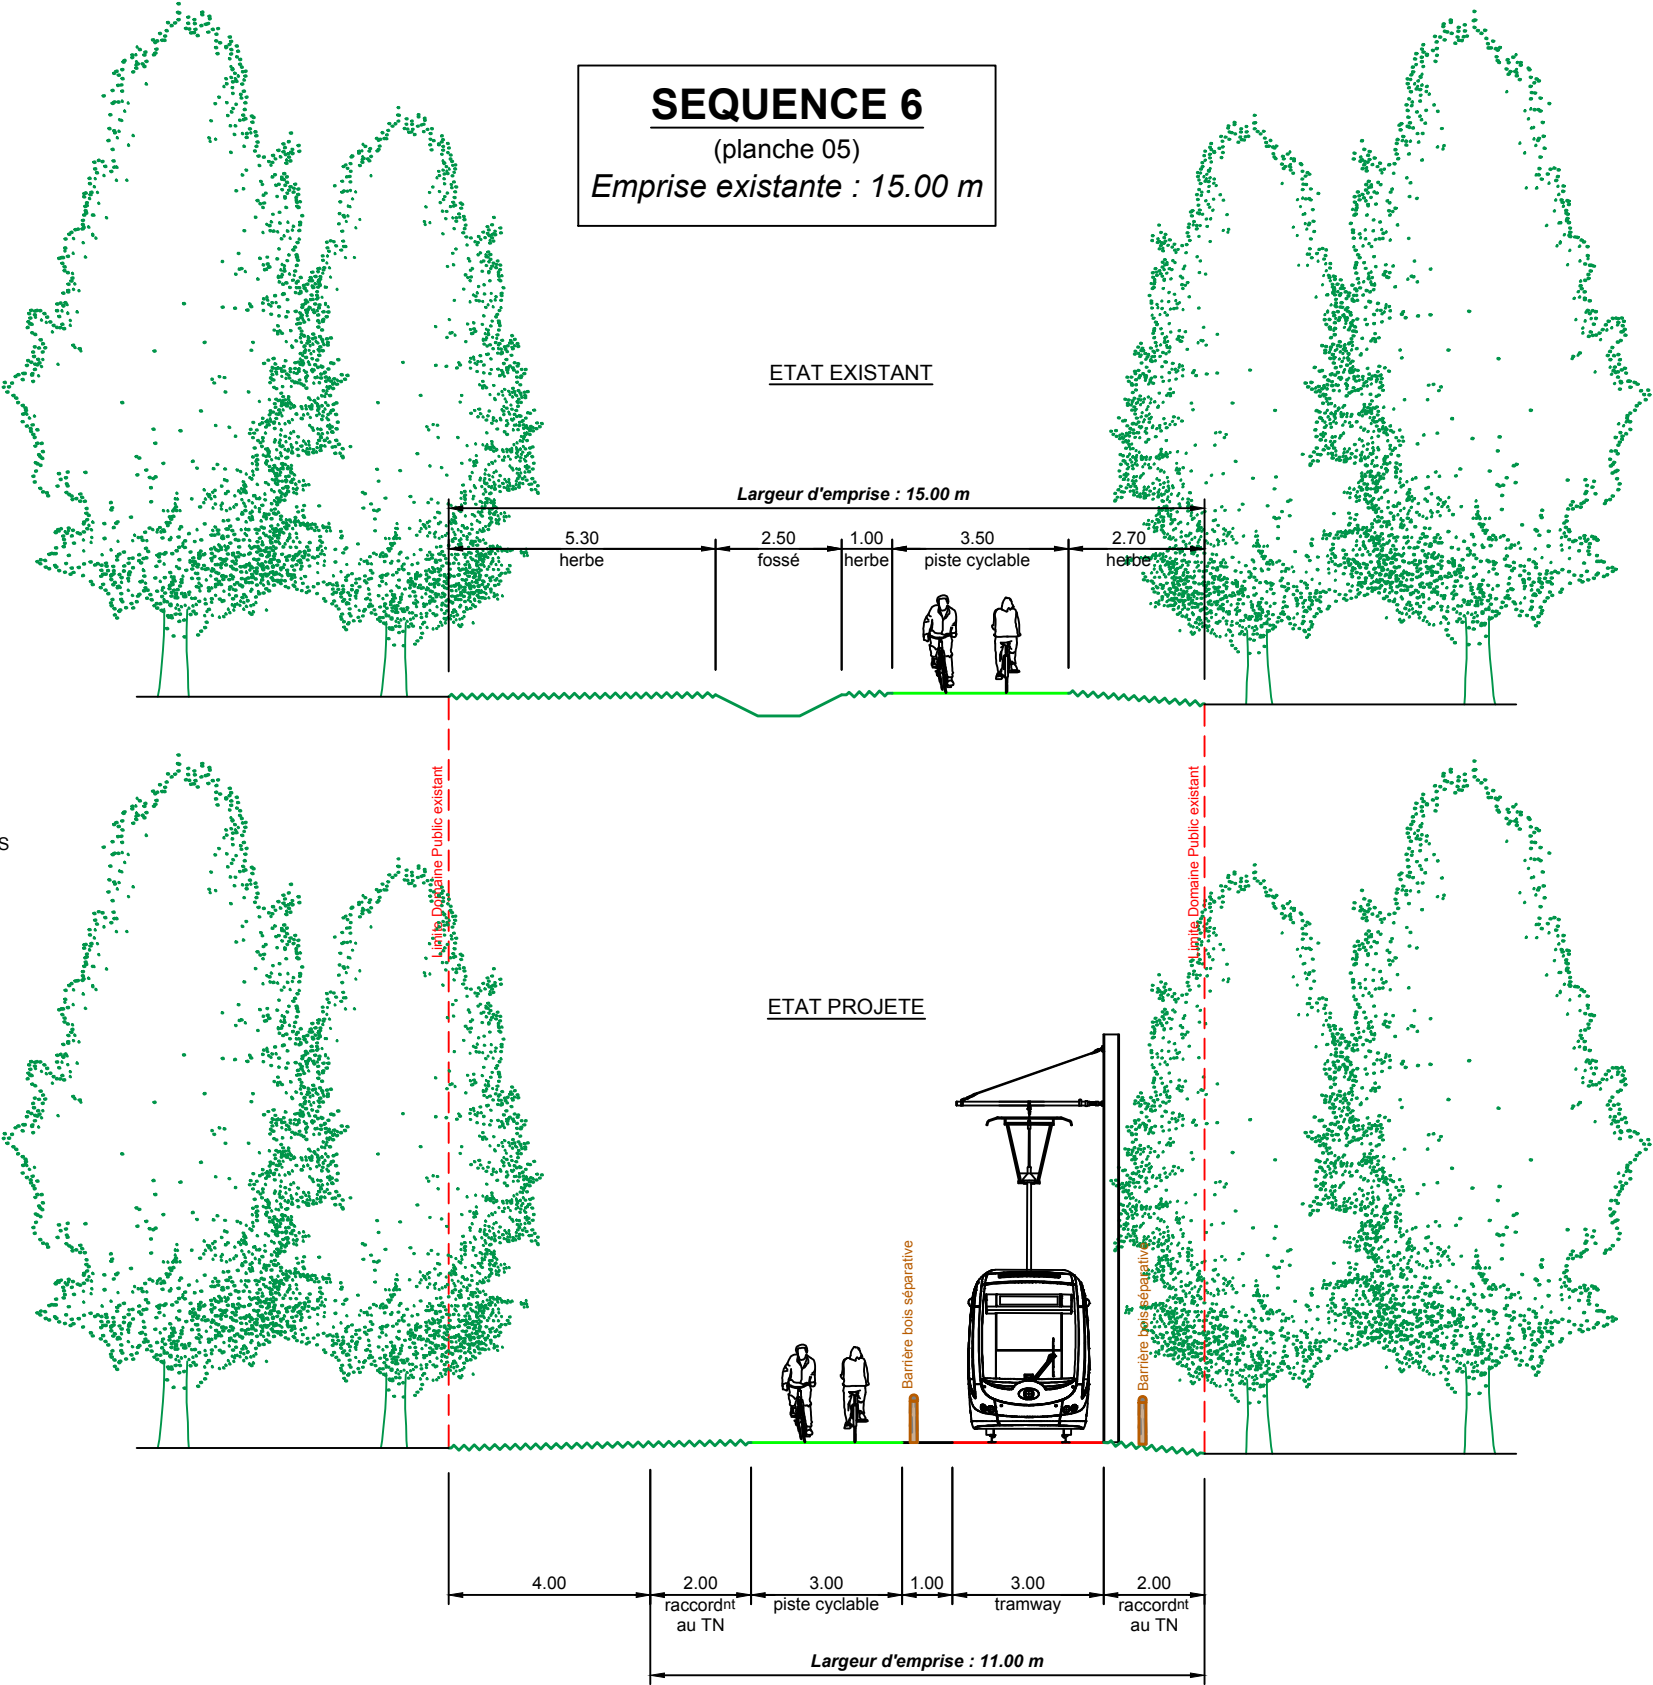 SEQUENCE 6
(planche 05)
Emprise existante : 15.00 m
ETAT EXISTANT
Largeur d'emprise : 15.00 m
5.30 2.50 1.00 3.50 2.70
herbe fossé herbe piste cyclable herbe
Limite Domaine Public existant
Limite Domaine Public existant
S
ETAT PROJETE
Barrière bois séparative
Barrière bois séparative
4.00 2.00 3.00 1.00 3.00 2.00
raccordnt piste cyclable tramway raccordnt
au TN au TN
Largeur d'emprise : 11.00 m